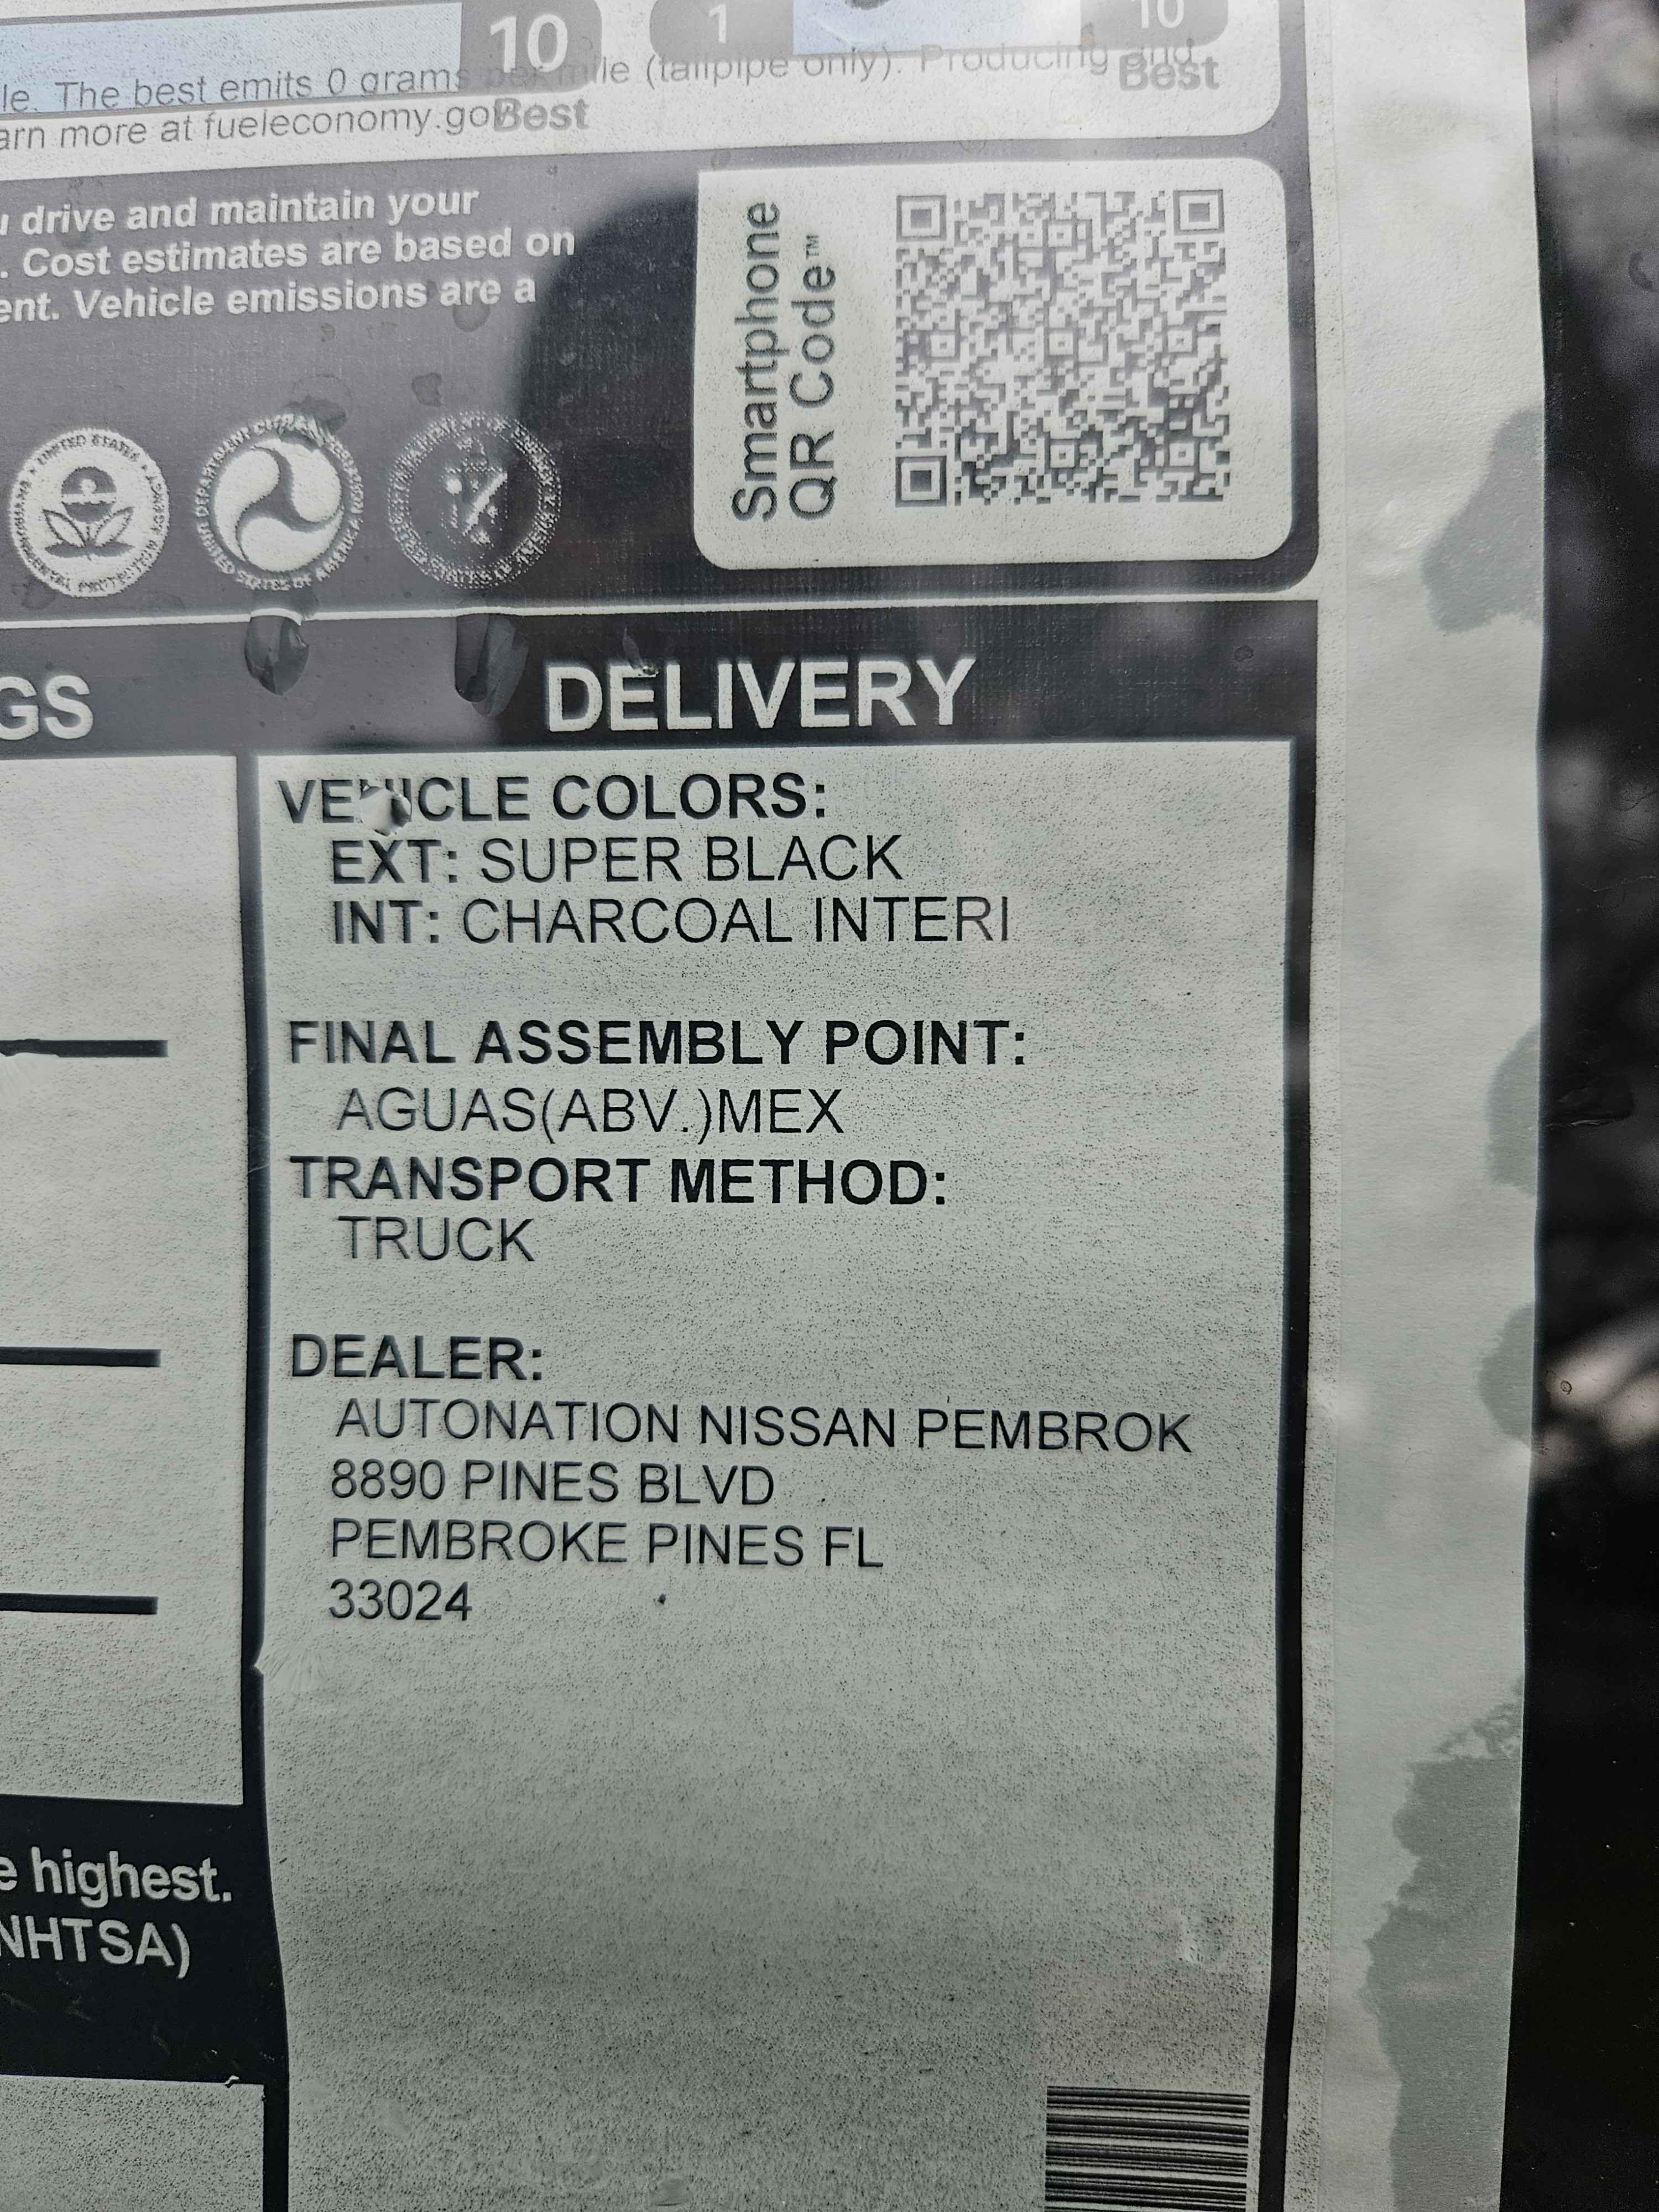 10
1
10
le. The best emits 0 grams per mile (tailpipe only). Producing and
Best
arn more at fueleconomy.gov.
Best
u drive and maintain your
. Cost estimates are based on
ent. Vehicle emissions are a
Smartphone
QR Code™
GS
DELIVERY
VEHICLE COLORS:
EXT: SUPER BLACK
INT: CHARCOAL INTERI
FINAL ASSEMBLY POINT:
AGUAS(ABV.)MEX
TRANSPORT METHOD:
TRUCK
DEALER:
AUTONATION NISSAN PEMBROK
8890 PINES BLVD
PEMBROKE PINES FL
33024
e highest.
NHTSA)